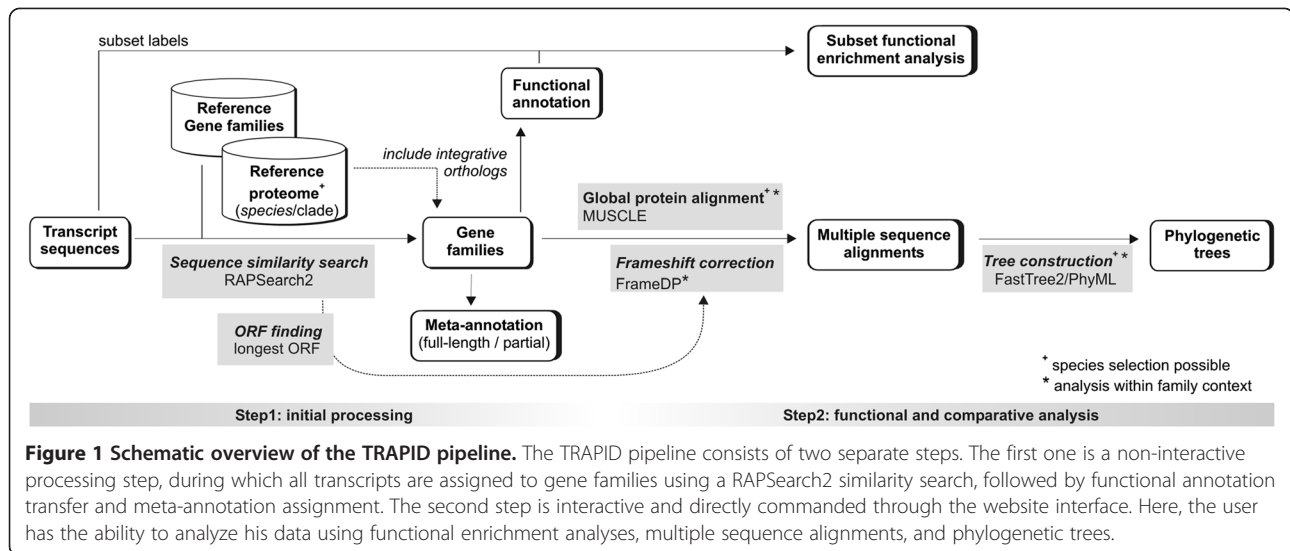 subset labels
Subset functional
enrichment analysis
Functional
annotation
Reference
Gene families
Reference
proteome+
(species/clade)
include integrative
orthologs
Transcript
sequences
Sequence similarity search
RAPSearch2
ORF finding
longest ORF
Gene
families
Meta-annotation
(full-length / partial)
Global protein alignment+ *
MUSCLE
Frameshift correction
FrameDP*
Multiple sequence
alignments
Tree construction+ *
FastTree2/PhyML
Phylogenetic
trees
+ species selection possible
* analysis within family context
Step1: initial processing
Step2: functional and comparative analysis
Figure 1 Schematic overview of the TRAPID pipeline. The TRAPID pipeline consists of two separate steps. The first one is a non-interactive
processing step, during which all transcripts are assigned to gene families using a RAPSearch2 similarity search, followed by functional annotation
transfer and meta-annotation assignment. The second step is interactive and directly commanded through the website interface. Here, the user
has the ability to analyze his data using functional enrichment analyses, multiple sequence alignments, and phylogenetic trees.